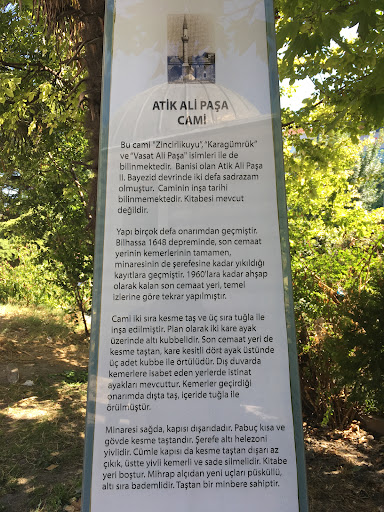 ATİK ALİ PAŞA
CAMİ
Bu cami "Zincirlikuyu", "Karagümrük"
ve "Vasat Ali Paşa" isimleri ile de
bilinmektedir. Banisi olan Atik Ali Paşa
II. Bayezid devrinde iki defa sadrazam
olmuştur. Caminin inşa tarihi
bilinmemektedir. Kitabesi mevcut
değildir.
Yapı birçok defa onarımdan geçmiştir.
Bilhassa 1648 depreminde, son cemaat
yerinin kemerlerinin tamamen,
minaresinin de şerefesine kadar yıkıldığı
kayıtlara geçmiştir. 1960'lara kadar ahşap
olarak kalan son cemaat yeri, temel
izlerine göre tekrar yapılmıştır.
Cami iki sıra kesme taş ve üç sıra tuğla ile
inşa edilmiştir. Plan olarak iki kare ayak
üzerinde altı kubbelidir. Son cemaat yeri de
kesme taştan, kare kesitli dört ayak üstünde
üç adet kubbe ile örtülüdür. Dış duvarda
kemerlere isabet eden yerlerde istinat
ayakları mevcuttur. Kemerler geçirdiği
onarımda dışta taş, içeride tuğla ile
örülmüştür.
Minaresi sağda, kapısı dışarıdadır. Pabuç kısa ve
gövde kesme taştandır. Şerefe altı helezoni
yivlidir. Cümle kapısı da kesme taştan dışarı az
çıkık, üstte yivli kemerli ve sade silmelidir. Kitabe
yeri boştur. Mihrap alçıdan yeni uçları püsküllü,
altı sıra bademlidir. Taştan bir minbere sahiptir.